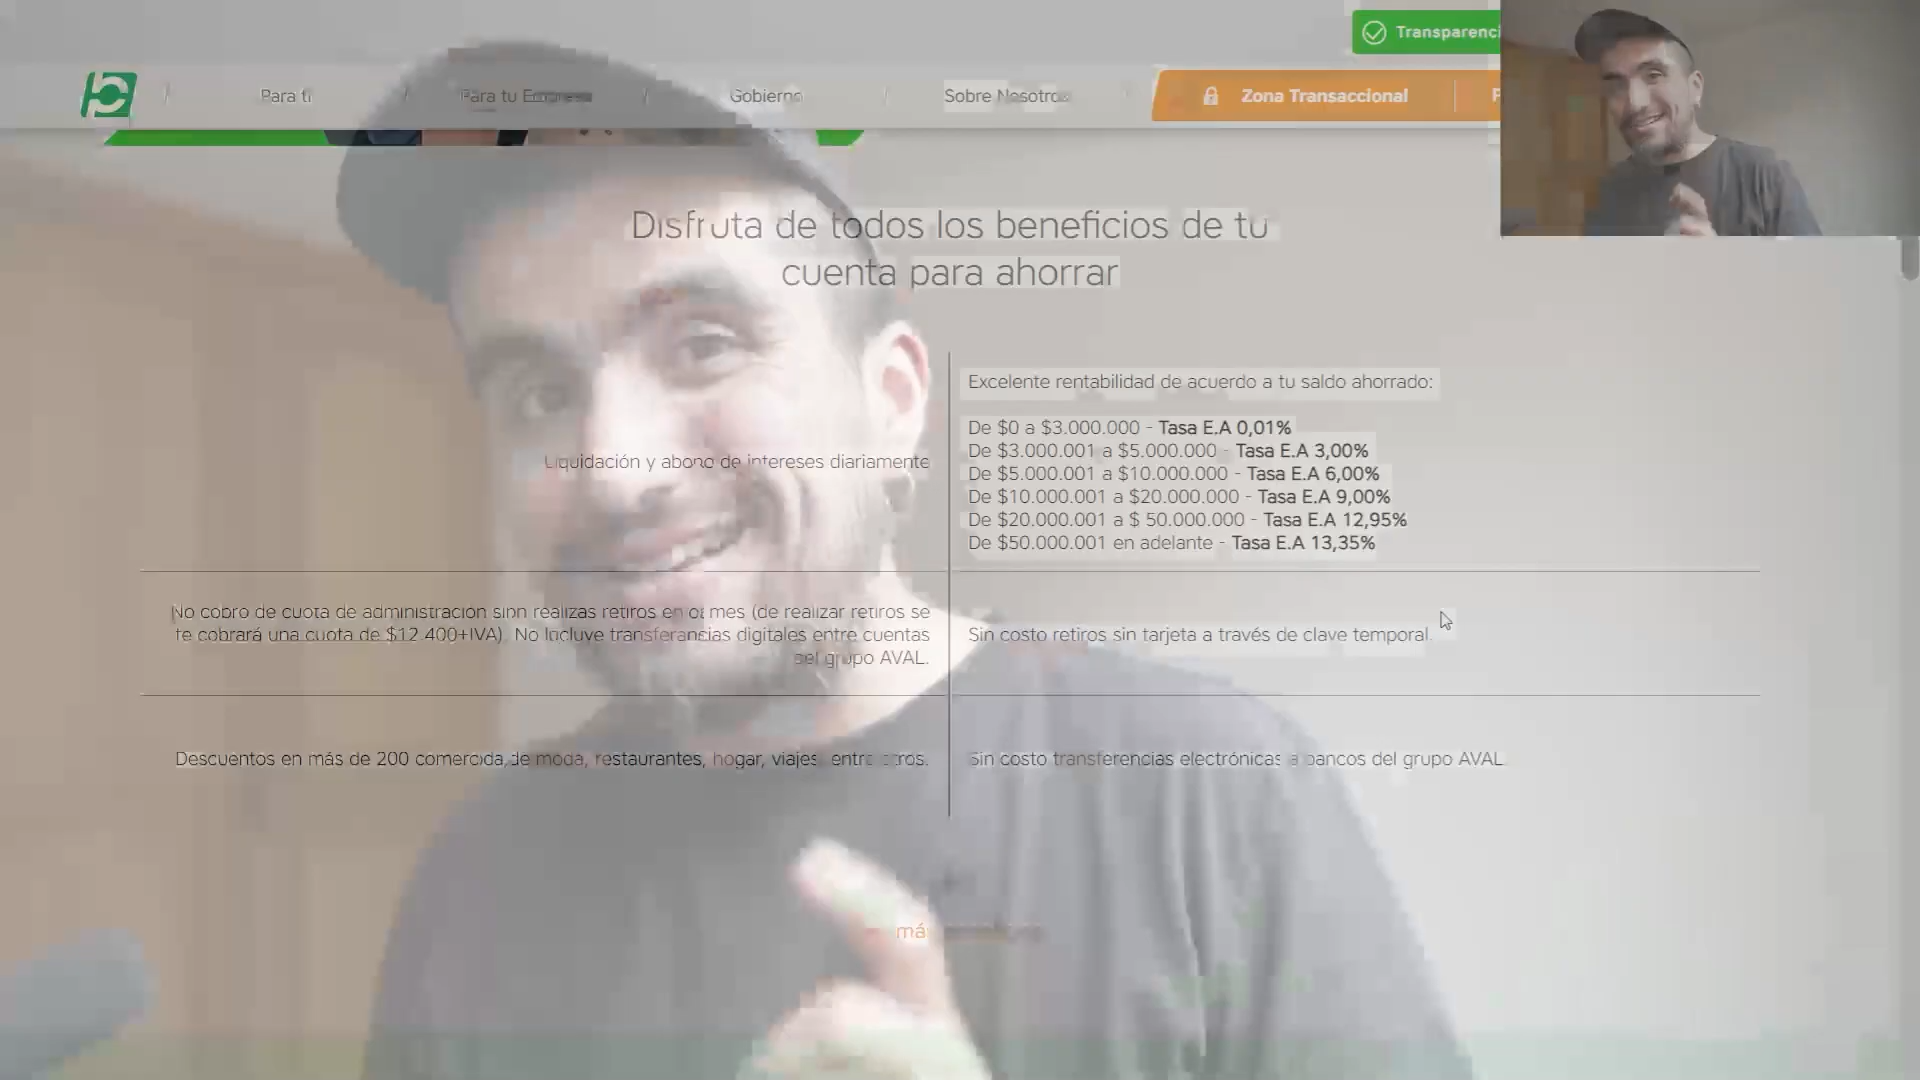 Transparenci
Para ti
Para tu Empresa
Gobierno
Sobre Nosotros
Zona Transaccional
P
Disfruta de todos los beneficios de tu
cuenta para ahorrar
Liquidación y abono de intereses diariamente
Excelente rentabilidad de acuerdo a tu saldo ahorrado:
De $0 a $3.000.000 - Tasa E.A 0,01%
De $3.000.001 a $5.000.000 - Tasa E.A 3,00%
De $5.000.001 a $10.000.000 - Tasa E.A 6,00%
De $10.000.001 a $20.000.000 - Tasa E.A 9,00%
De $20.000.001 a $ 50.000.000 - Tasa E.A 12,95%
De $50.000.001 en adelante - Tasa E.A 13,35%
No cobro de cuota de administración si no realizas retiros en el mes (de realizar retiros se
te cobrará una cuota de $12.400+IVA). No Incluye transferencias digitales entre cuentas
del grupo AVAL.
Sin costo retiros sin tarjeta a través de clave temporal.
Descuentos en más de 200 de moda, restaurantes, hogar, viajes, entre otros.
Sin costo transferencias electrónicas a bancos del grupo AVAL.
más